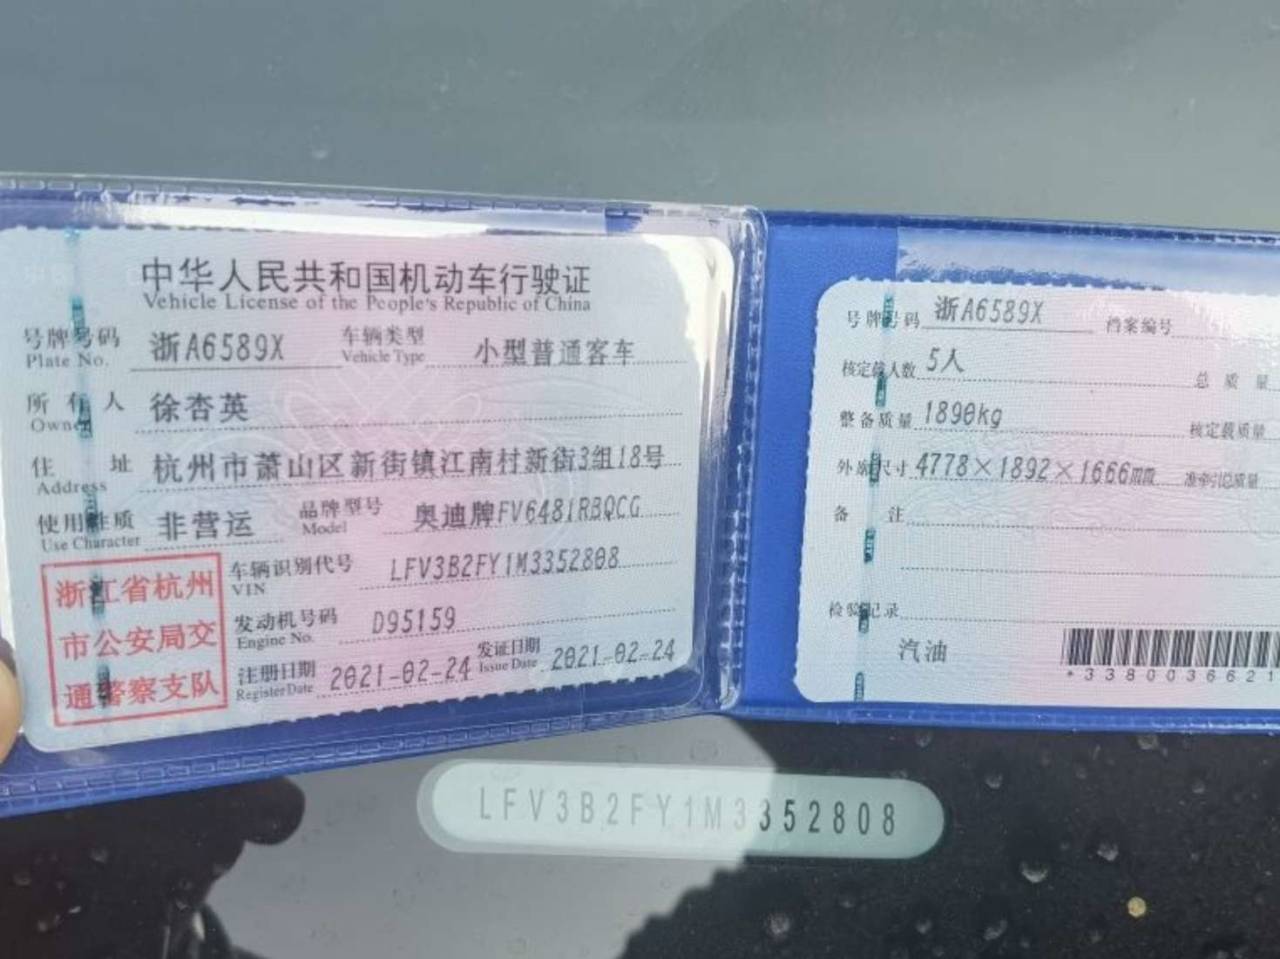 中华人民共和国机动车行驶证
Vehicle License of the People's Republic of China
号牌号码 浙A6589X 车辆类型 小型普通客车
Plate No. Vehicle Type
所有人 徐杏英
Owner
住址 杭州市萧山区新街镇江南村新街3组18号
Address
使用性质 非营运 品牌型号 奥迪牌FV6481RBQCG
Use Character Model
浙江省杭州
市公安局交
通警察支队
车辆识别代号 LFV3B2FY1M3352808
VIN
发动机号码 D95159
Engine No.
注册日期 2021-02-24 发证日期 2021-02-24
Register Date Issue Date
号牌号码 浙A6589X 档案编号
核定载人数 5人 总质量
整备质量 1890kg 核定载质量
外廓尺寸 4778×1892×1666mm 准牵引总质量
备注
检验记录
汽油
*3380036621
LFV3B2FY1M3352808